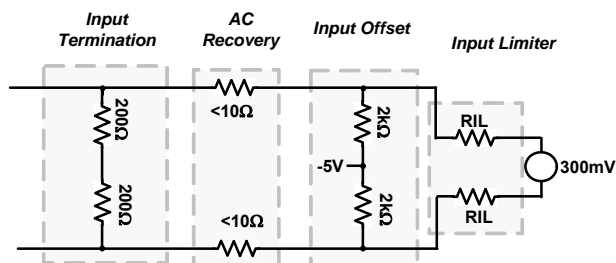 Input
Termination
AC
Recovery
Input Offset
Input Limiter
200Ω
200Ω
<10Ω
<10Ω
2kΩ
-5V
2kΩ
RIL
RIL
300mV